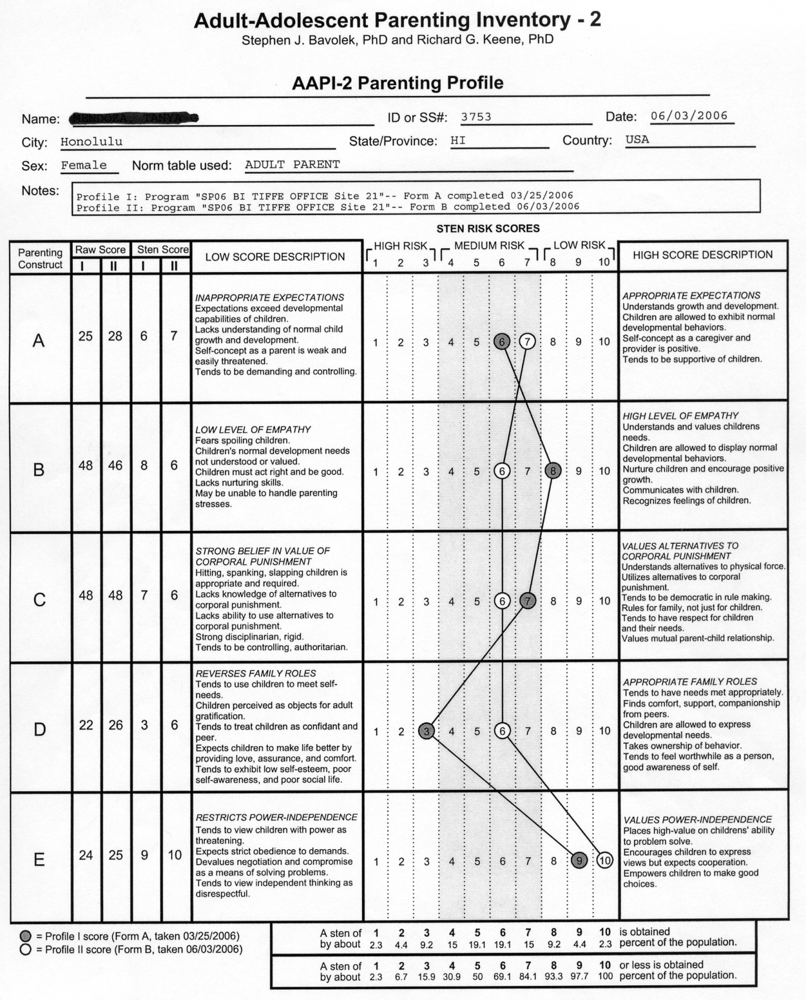 Adult-Adolescent Parenting Inventory - 2
Stephen J. Bavolek, PhD and Richard G. Keene, PhD
AAPI-2 Parenting Profile
Name: ID or SS#: 3753 Date: 06/03/2006
City: Honolulu State/Province: HI Country: USA
Sex: Female Norm table used: ADULT PARENT
Notes:
Profile I: Program "SP06 BI TIFFE OFFICE Site 21"-- Form A completed 03/25/2006
Profile II: Program "SP06 BI TIFFE OFFICE Site 21"-- Form B completed 06/03/2006
STEN RISK SCORES
Parenting Construct
Raw Score
I II
Sten Score
I II
LOW SCORE DESCRIPTION
HIGH RISK MEDIUM RISK LOW RISK
1 2 3 4 5 6 7 8 9 10
HIGH SCORE DESCRIPTION
A 25 28 6 7
INAPPROPRIATE EXPECTATIONS
Expectations exceed developmental
capabilities of children.
Lacks understanding of normal child
growth and development.
Self-concept as a parent is weak and
easily threatened.
Tends to be demanding and controlling.
1 2 3 4 5 6 7 8 9 10
APPROPRIATE EXPECTATIONS
Understands growth and development.
Children are allowed to exhibit normal
developmental behaviors.
Self-concept as a caregiver and
provider is positive.
Tends to be supportive of children.
B 48 46 8 6
LOW LEVEL OF EMPATHY
Fears spoiling children.
Children's normal development needs
not understood or valued.
Children must act right and be good.
Lacks nurturing skills.
May be unable to handle parenting
stresses.
1 2 3 4 5 6 7 8 9 10
HIGH LEVEL OF EMPATHY
Understands and values childrens
needs.
Children are allowed to display normal
developmental behaviors.
Nurture children and encourage positive
growth.
Communicates with children.
Recognizes feelings of children.
C 48 48 7 6
STRONG BELIEF IN VALUE OF
CORPORAL PUNISHMENT
Hitting, spanking, slapping children is
appropriate and required.
Lacks knowledge of alternatives to
corporal punishment.
Lacks ability to use alternatives to
corporal punishment.
Strong disciplinarian, rigid.
Tends to be controlling, authoritarian.
1 2 3 4 5 6 7 8 9 10
VALUES ALTERNATIVES TO
CORPORAL PUNISHMENT
Understands alternatives to physical force.
Utilizes alternatives to corporal
punishment.
Tends to be democratic in rule making.
Rules for family, not just for children.
Tends to have respect for children
and their needs.
Values mutual parent-child relationship.
D 22 26 3 6
REVERSES FAMILY ROLES
Tends to use children to meet self-
needs.
Children perceived as objects for adult
gratification.
Tends to treat children as confidant and
peer.
Expects children to make life better by
providing love, assurance, and comfort.
Tends to exhibit low self-esteem, poor
self-awareness, and poor social life.
1 2 3 4 5 6 7 8 9 10
APPROPRIATE FAMILY ROLES
Tends to have needs met appropriately.
Finds comfort, support, companionship
from peers.
Children are allowed to express
developmental needs.
Takes ownership of behavior.
Tends to feel worthwhile as a person,
good awareness of self.
E 24 25 9 10
RESTRICTS POWER-INDEPENDENCE
Tends to view children with power as
threatening.
Expects strict obedience to demands.
Devalues negotiation and compromise
as a means of solving problems.
Tends to view independent thinking as
disrespectful.
1 2 3 4 5 6 7 8 9 10
VALUES POWER-INDEPENDENCE
Places high-value on childrens' ability
to problem solve.
Encourages children to express
views but expects cooperation.
Empowers children to make good
choices.
= Profile I score (Form A, taken 03/25/2006)
= Profile II score (Form B, taken 06/03/2006)
A sten of 1 2 3 4 5 6 7 8 9 10 is obtained
by about 2.3 4.4 9.2 15 19.1 19.1 15 9.2 4.4 2.3 percent of the population.
A sten of 1 2 3 4 5 6 7 8 9 10 or less is obtained
by about 2.3 6.7 15.9 30.9 50 69.1 84.1 93.3 97.7 100 percent of the population.